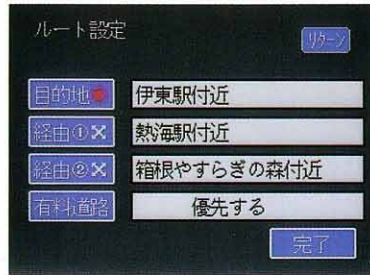 ルート設定
リターン
目的地 伊東駅付近
経由①× 熱海駅付近
経由②× 箱根やすらぎの森付近
有料道路 優先する
完了